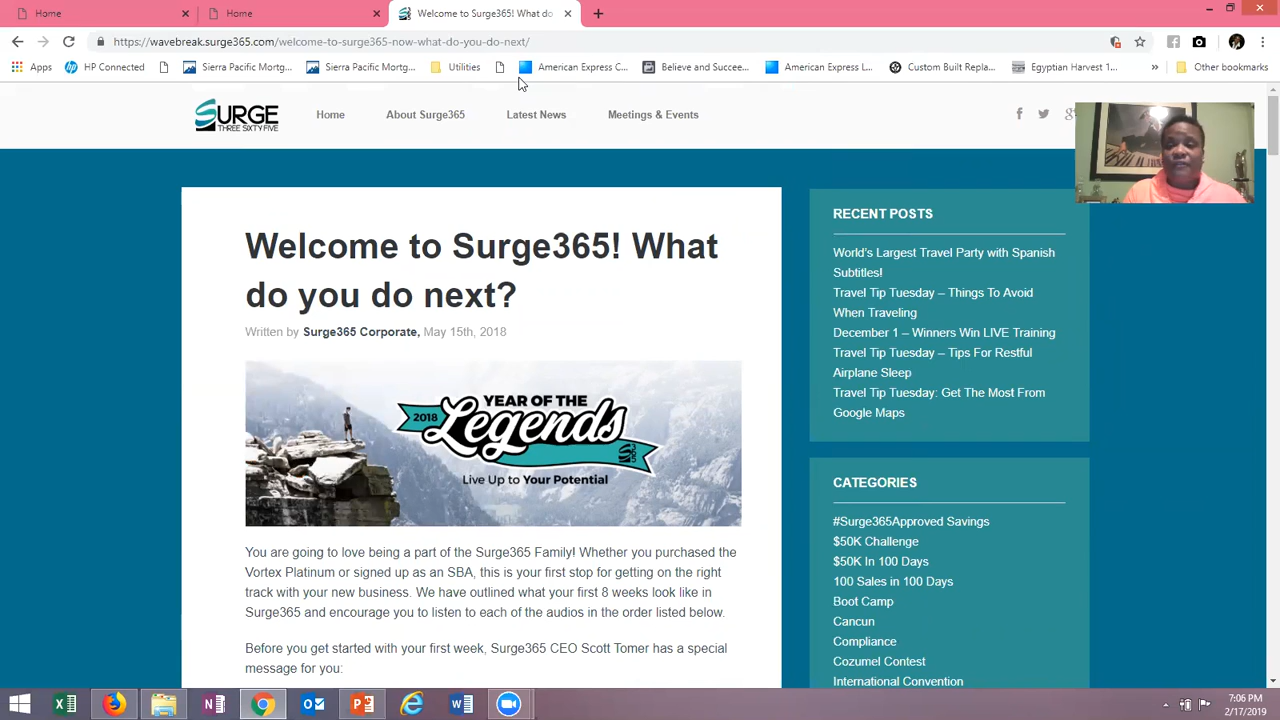 Home
Home
Welcome to Surge365! What do
https://wavebreak.surge365.com/welcome-to-surge365-now-what-do-you-do-next/
Apps
HP Connected
Sierra Pacific Mortg...
Sierra Pacific Mortg...
Utilities
American Express C...
Believe and Succee...
American Express L...
Custom Built Repla...
Egyptian Harvest 1...
»
Other bookmarks
SURGE
THREE SIXTY FIVE
Home
About Surge365
Latest News
Meetings & Events
Welcome to Surge365! What
do you do next?
Written by Surge365 Corporate, May 15th, 2018
2018
YEAR OF THE
Legends
Live Up to Your Potential
You are going to love being a part of the Surge365 Family! Whether you purchased the
Vortex Platinum or signed up as an SBA, this is your first stop for getting on the right
track with your new business. We have outlined what your first 8 weeks look like in
Surge365 and encourage you to listen to each of the audios in the order listed below.
Before you get started with your first week, Surge365 CEO Scott Tomer has a special
message for you:
RECENT POSTS
World's Largest Travel Party with Spanish
Subtitles!
Travel Tip Tuesday – Things To Avoid
When Traveling
December 1 – Winners Win LIVE Training
Travel Tip Tuesday – Tips For Restful
Airplane Sleep
Travel Tip Tuesday: Get The Most From
Google Maps
CATEGORIES
#Surge365Approved Savings
$50K Challenge
$50K In 100 Days
100 Sales in 100 Days
Boot Camp
Cancun
Compliance
Cozumel Contest
International Convention
7:06 PM
2/17/2019